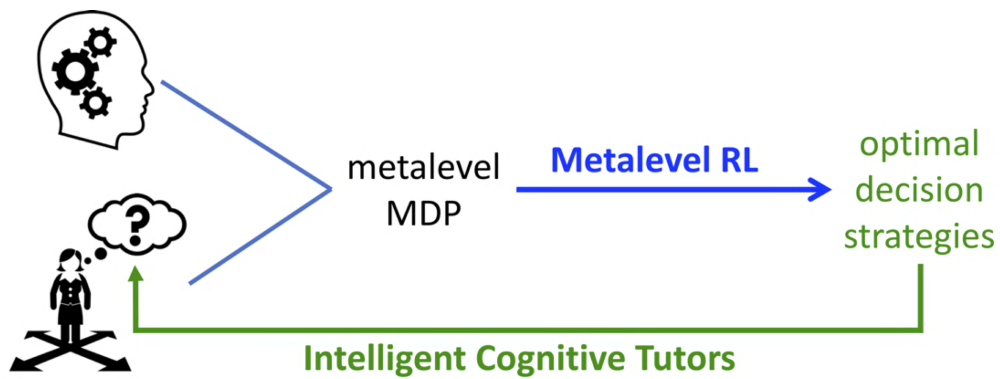 ?
metalevel
MDP
Metalevel RL
optimal
decision
strategies
Intelligent Cognitive Tutors